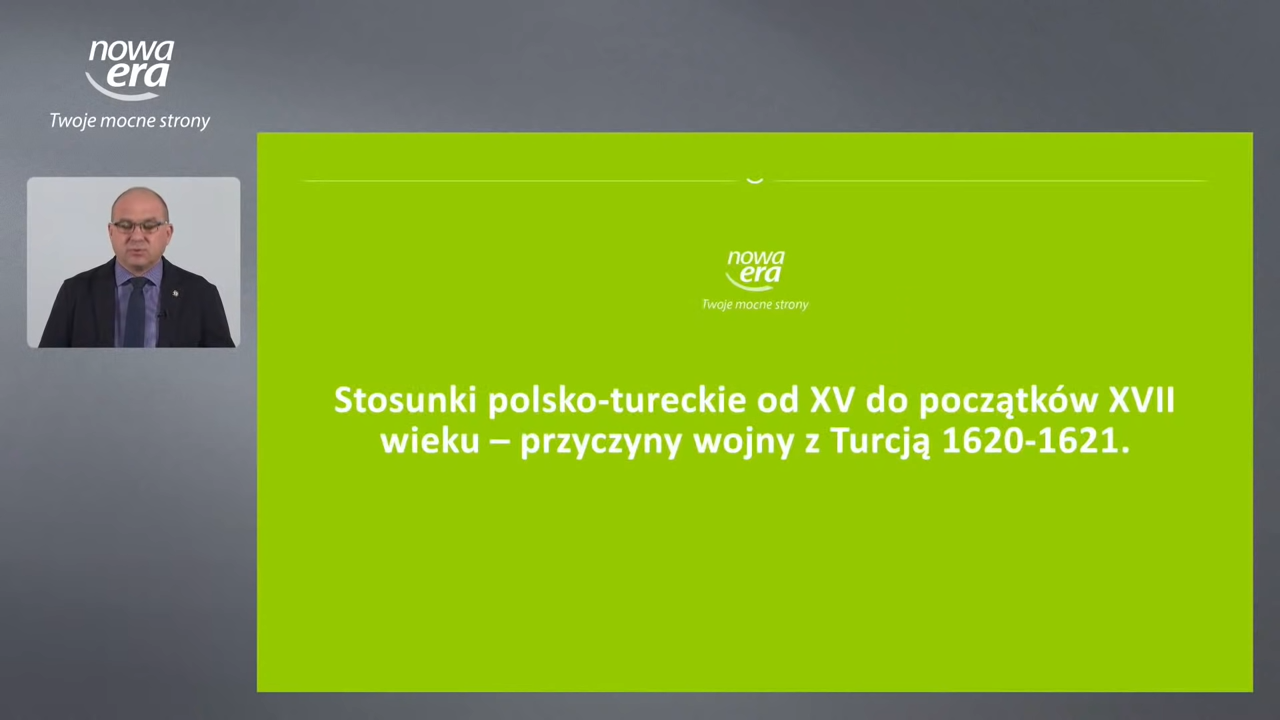 nowa
era
Twoje mocne strony
nowa
era
Twoje mocne strony
Stosunki polsko-tureckie od XV do początków XVII
wieku – przyczyny wojny z Turcją 1620-1621.